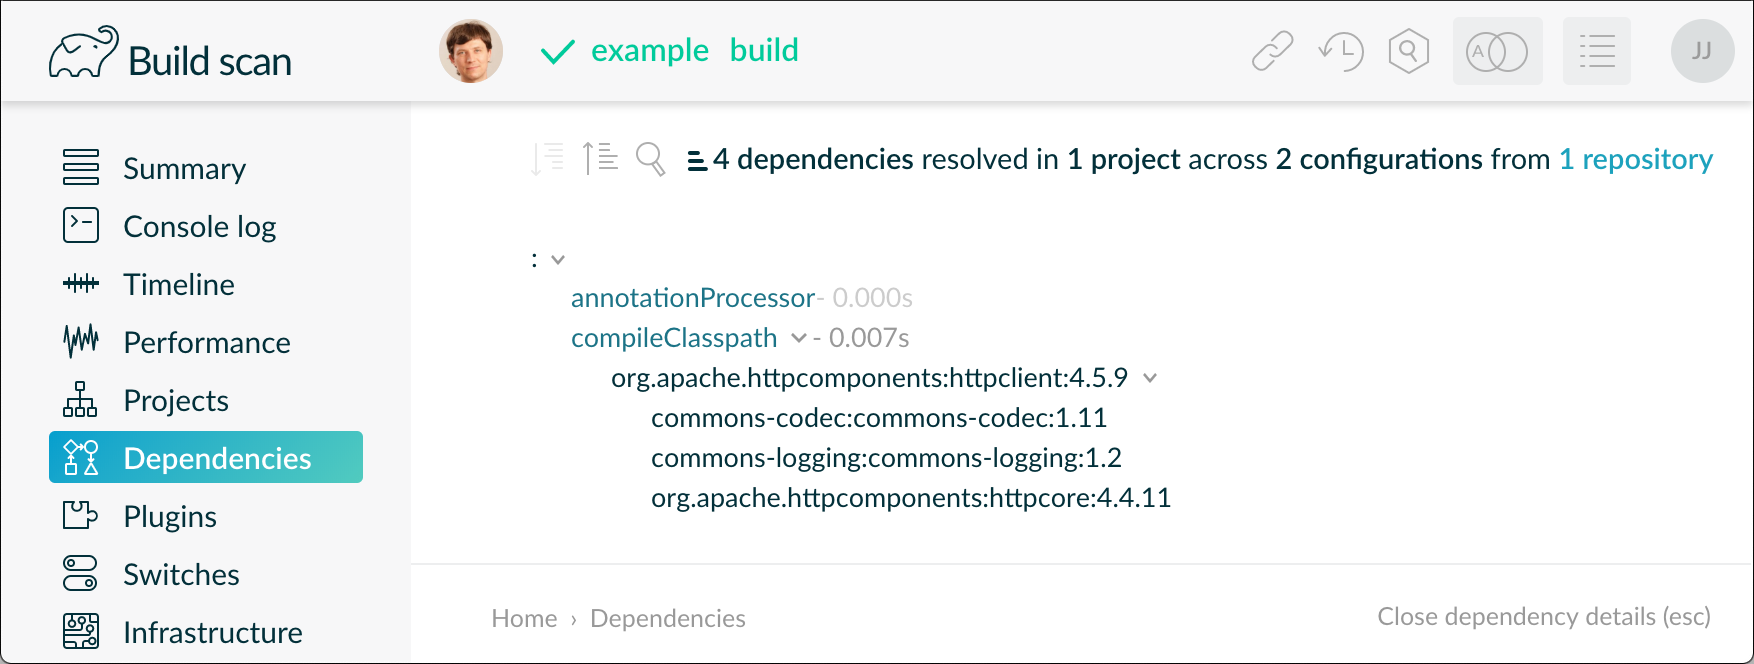 Build scan
example build
A
JJ
Summary
Console log
Timeline
Performance
Projects
Dependencies
Plugins
Switches
Infrastructure
4 dependencies resolved in 1 project across 2 configurations from 1 repository
:
annotationProcessor- 0.000s
compileClasspath - 0.007s
org.apache.httpcomponents:httpclient:4.5.9
commons-codec:commons-codec:1.11
commons-logging:commons-logging:1.2
org.apache.httpcomponents:httpcore:4.4.11
Home › Dependencies
Close dependency details (esc)